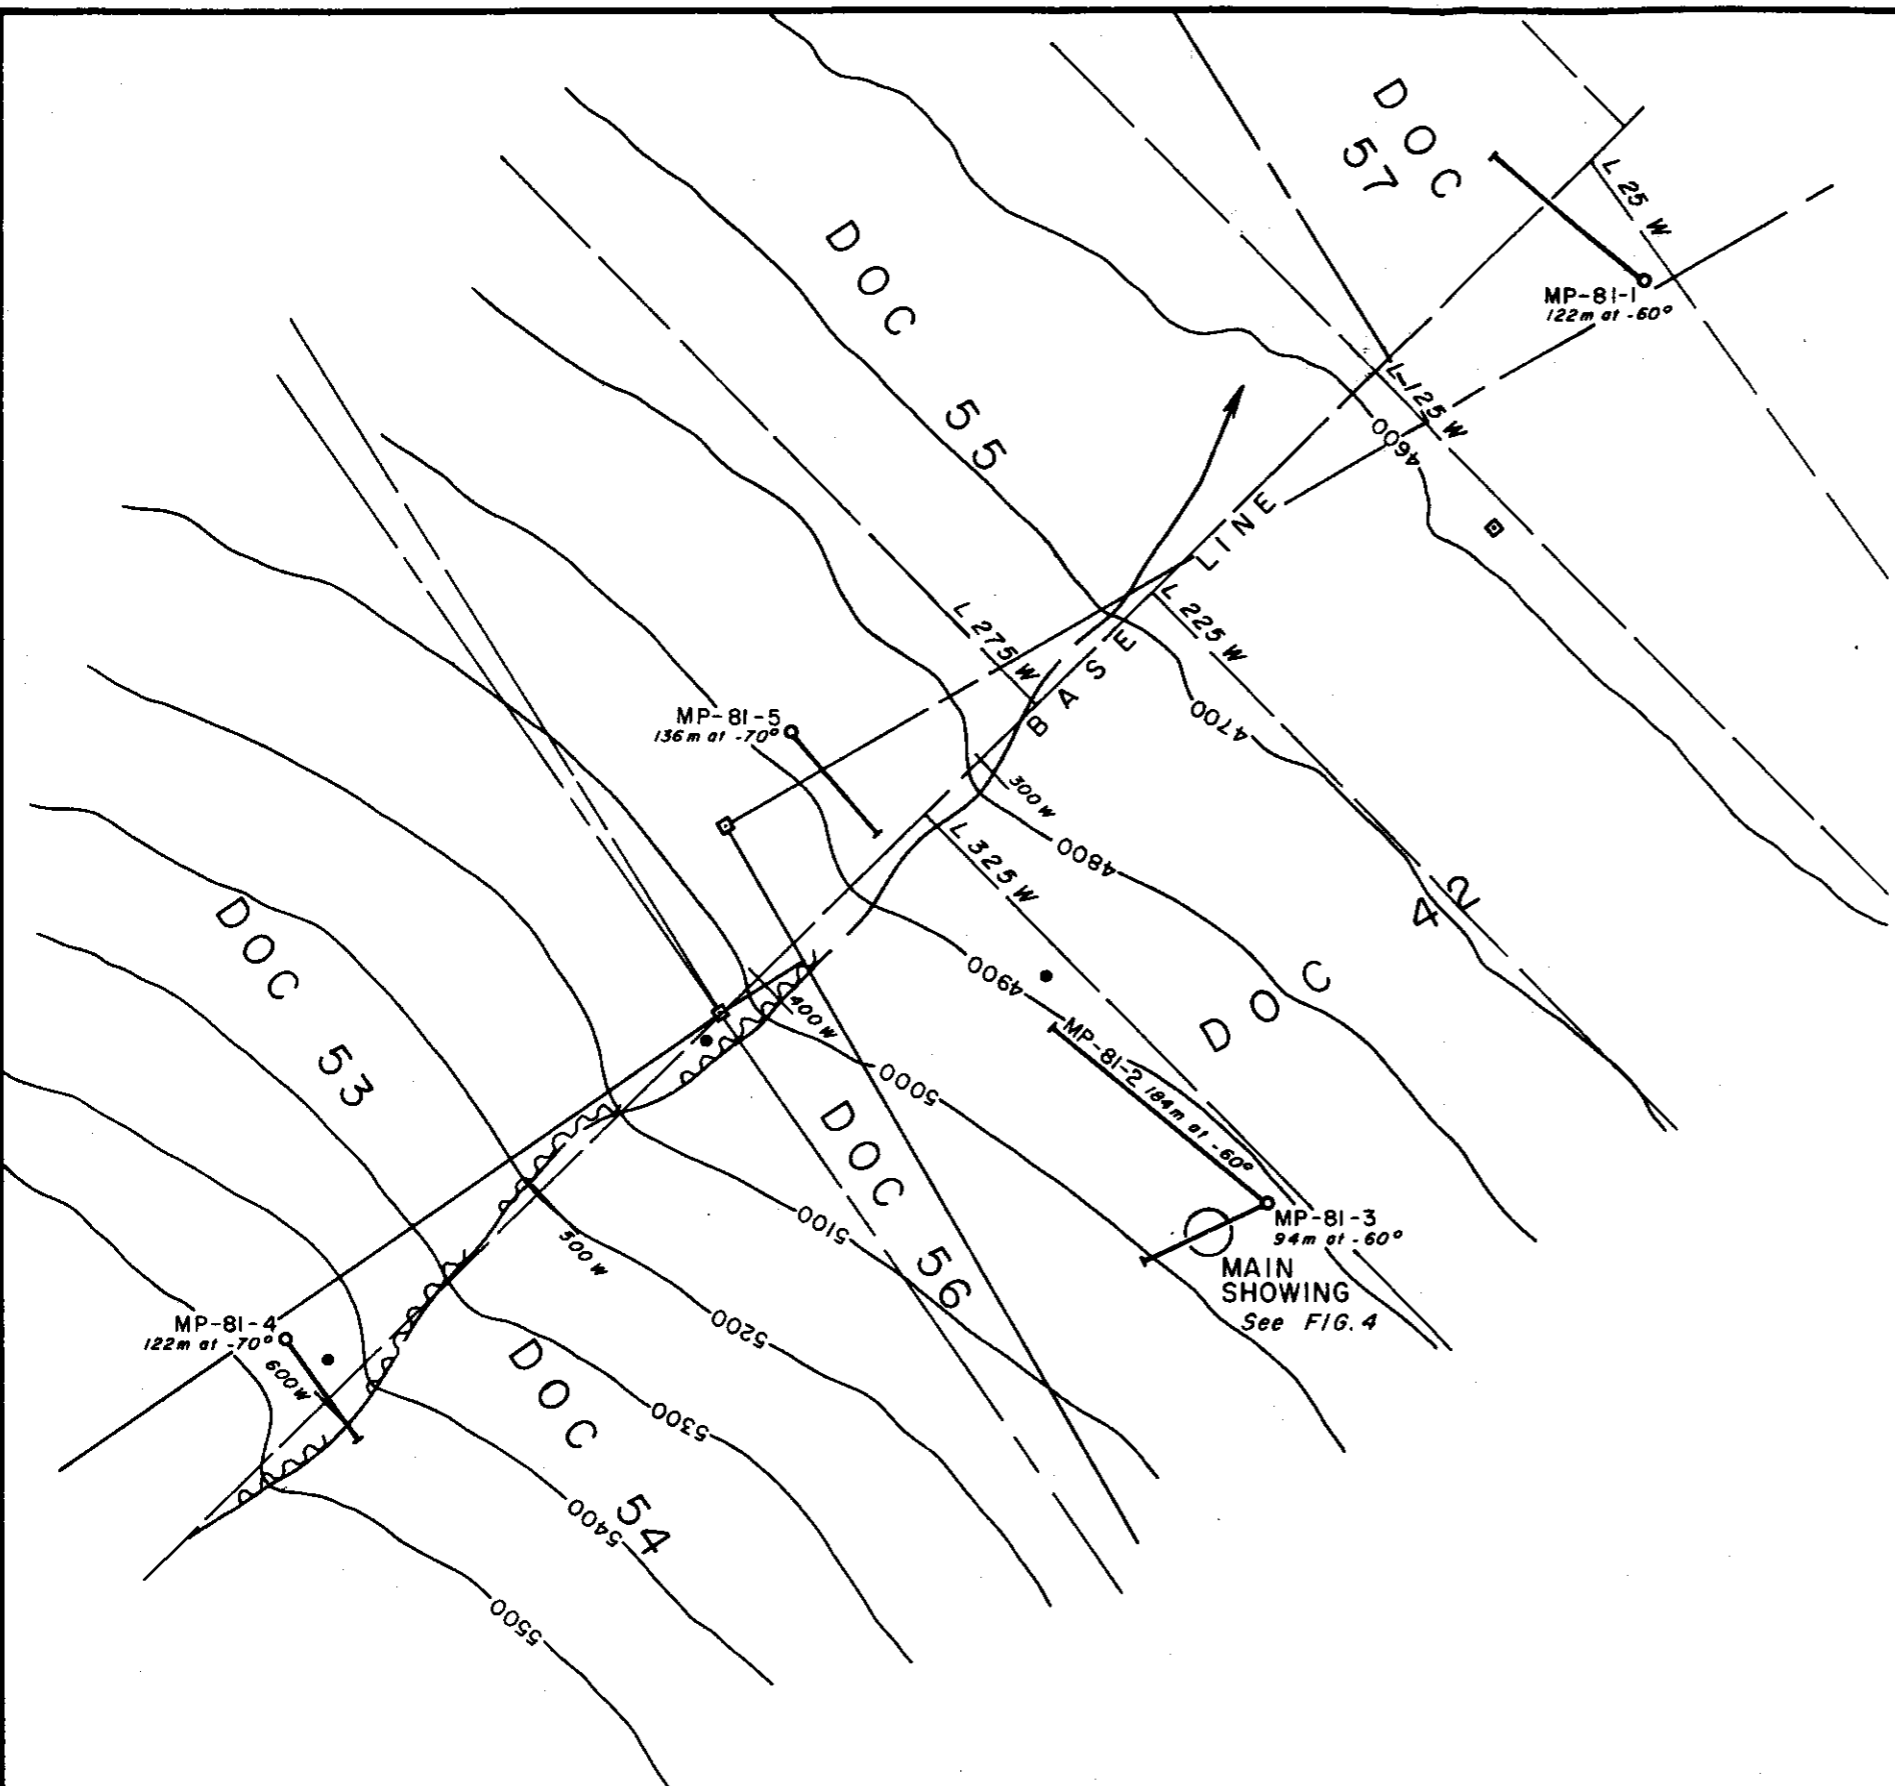 DOC
57
L 25 W
MP-81-1
122m at -60°
DOC
55
L-125 W
4600
BASE LINE
L 225 W
L 275 W
4700
MP-81-5
136m at -70°
300 W
L 325 W
4800
DOC
42
4900
DOC
53
400 W
MP-81-2 184m at -60°
5000
DOC
56
MP-81-3
94m at -60°
MAIN
SHOWING
See FIG. 4
5100
500 W
5200
MP-81-4
122m at -70°
600 W
DOC
54
5300
5400
5500